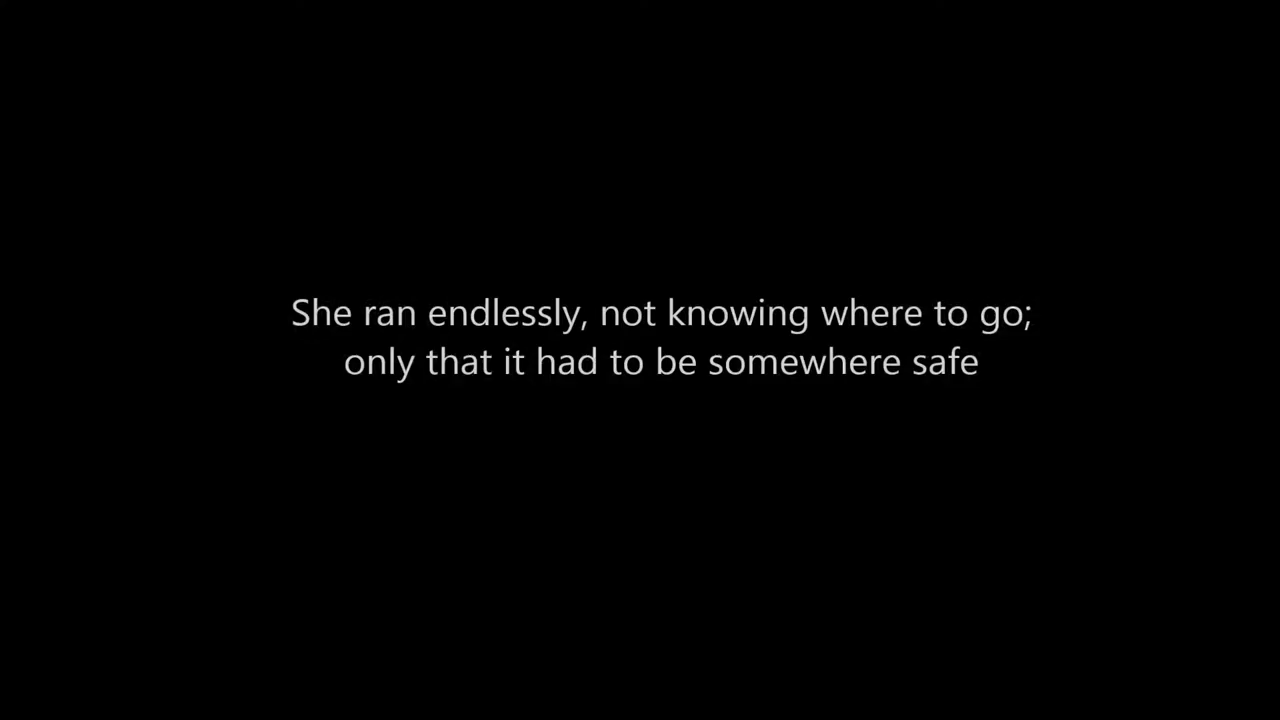 She ran endlessly, not knowing where to go;
only that it had to be somewhere safe